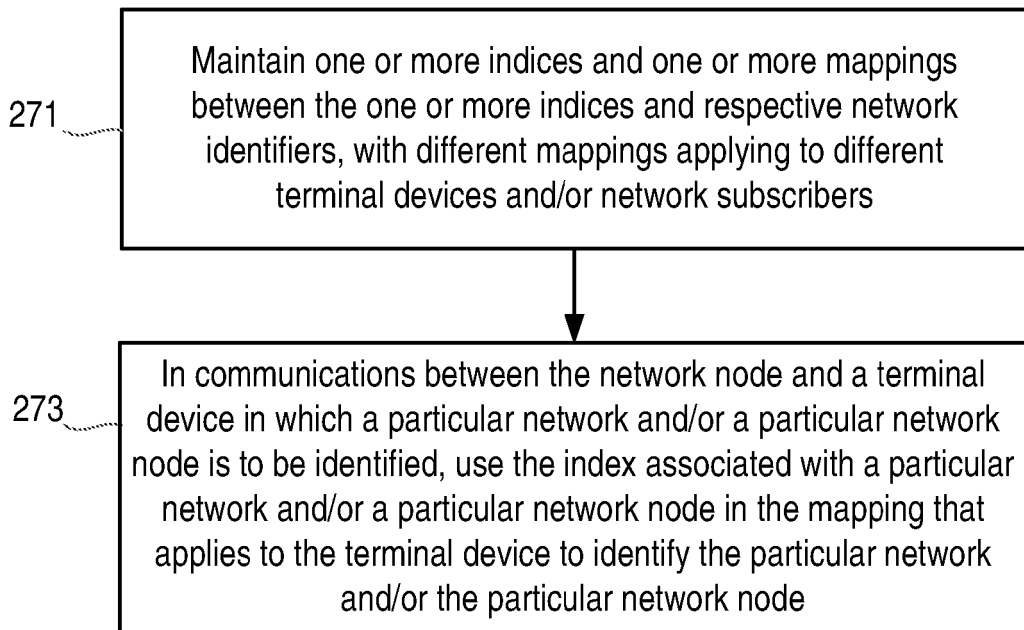 Maintain one or more indices and one or more mappings
between the one or more indices and respective network
identifiers, with different mappings applying to different
terminal devices and/or network subscribers
271
In communications between the network node and a terminal
device in which a particular network and/or a particular network
node is to be identified, use the index associated with a particular
network and/or a particular network node in the mapping that
applies to the terminal device to identify the particular network
and/or the particular network node
273